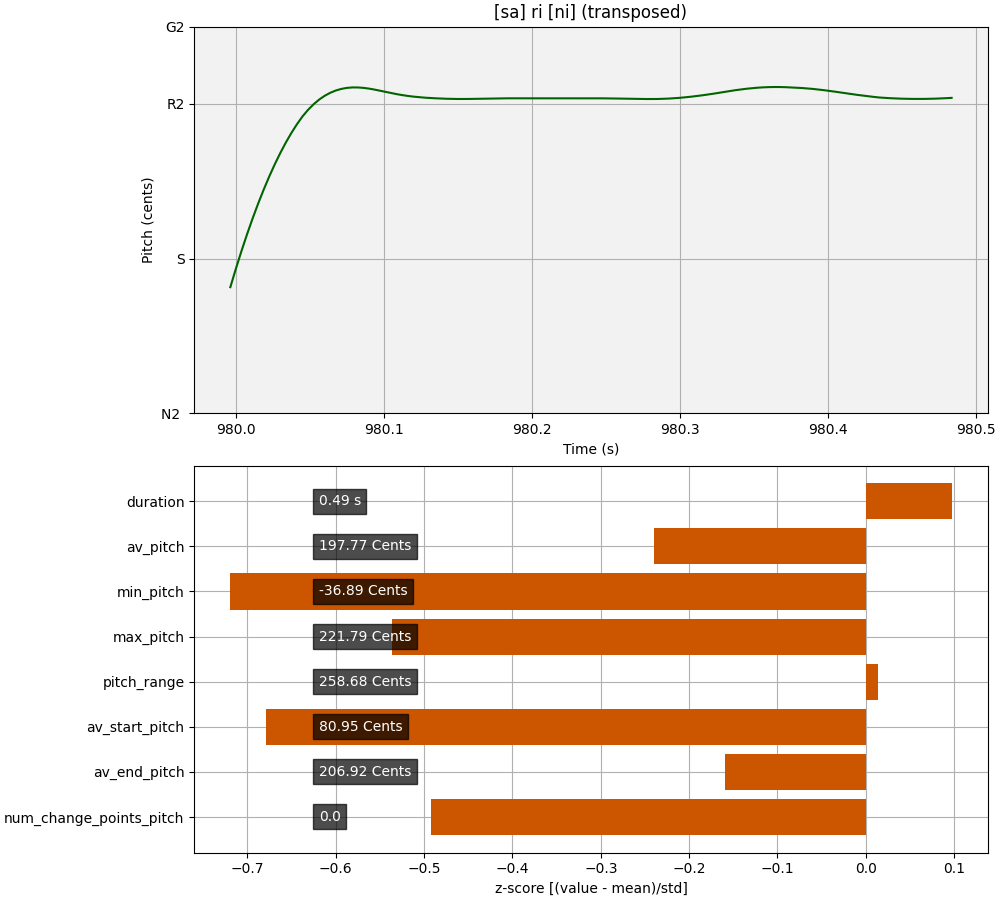 [sa] ri [ni] (transposed)
G2
R2
S
N2
Pitch (cents)
980.0 980.1 980.2 980.3 980.4 980.5
Time (s)
duration 0.49 s
av_pitch 197.77 Cents
min_pitch -36.89 Cents
max_pitch 221.79 Cents
pitch_range 258.68 Cents
av_start_pitch 80.95 Cents
av_end_pitch 206.92 Cents
num_change_points_pitch 0.0
−0.7 −0.6 −0.5 −0.4 −0.3 −0.2 −0.1 0.0 0.1
z-score [(value - mean)/std]